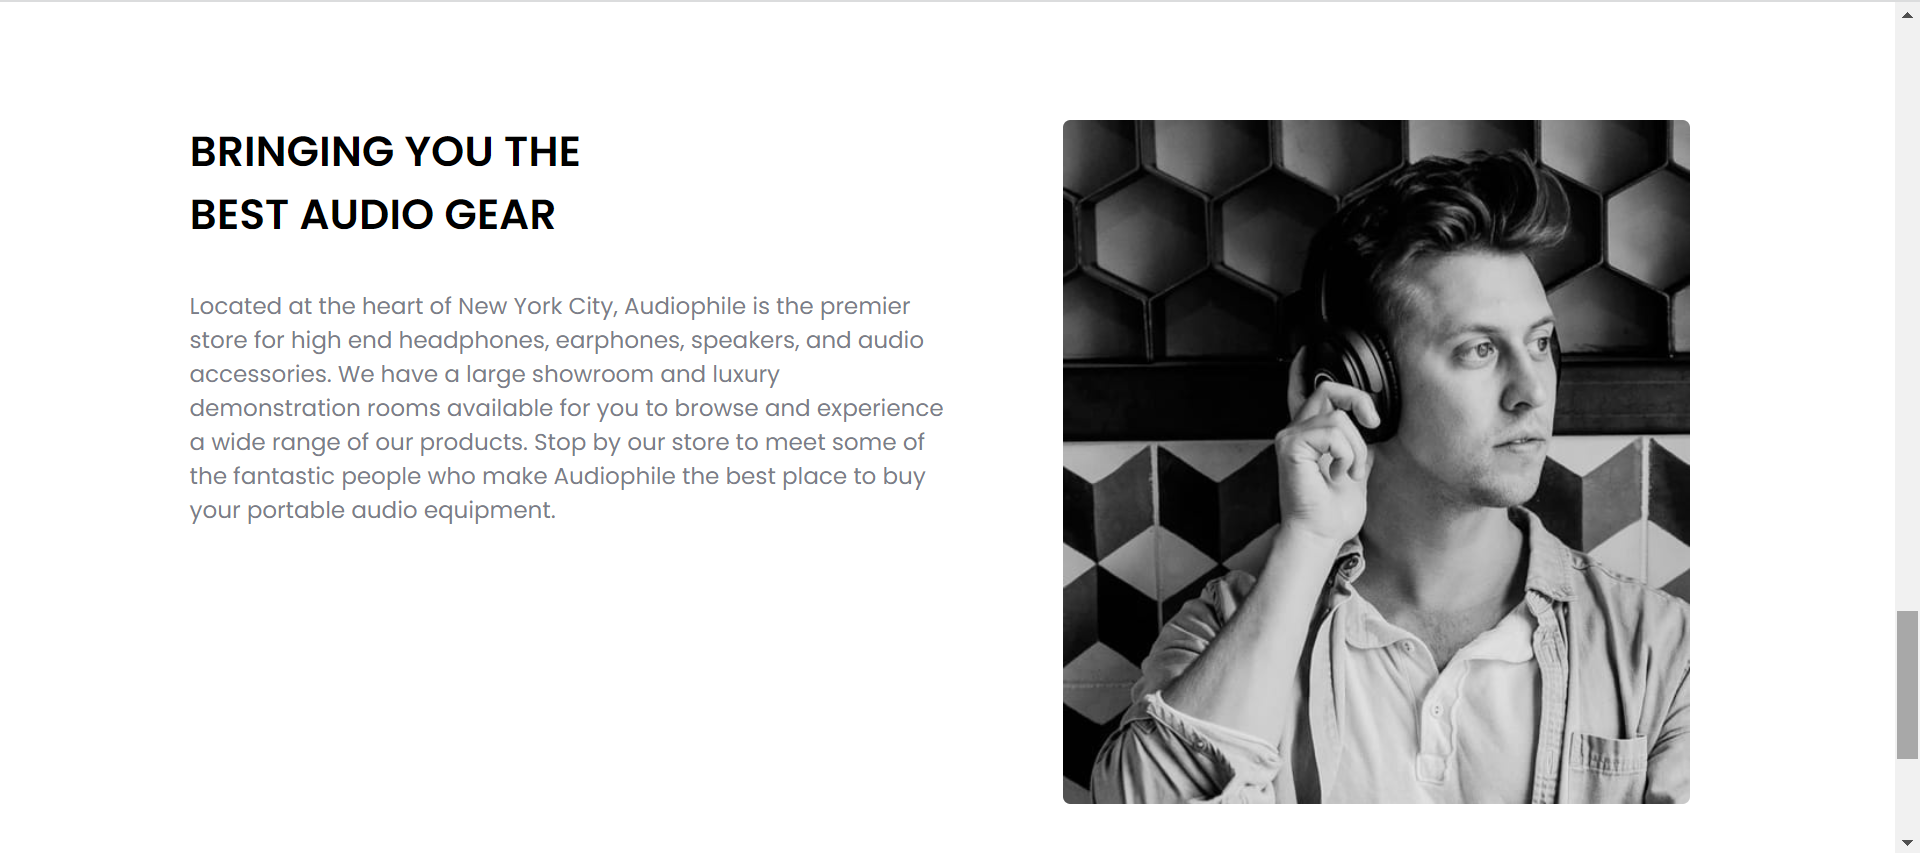 BRINGING YOU THE
BEST AUDIO GEAR
Located at the heart of New York City, Audiophile is the premier
store for high end headphones, earphones, speakers, and audio
accessories. We have a large showroom and luxury
demonstration rooms available for you to browse and experience
a wide range of our products. Stop by our store to meet some of
the fantastic people who make Audiophile the best place to buy
your portable audio equipment.